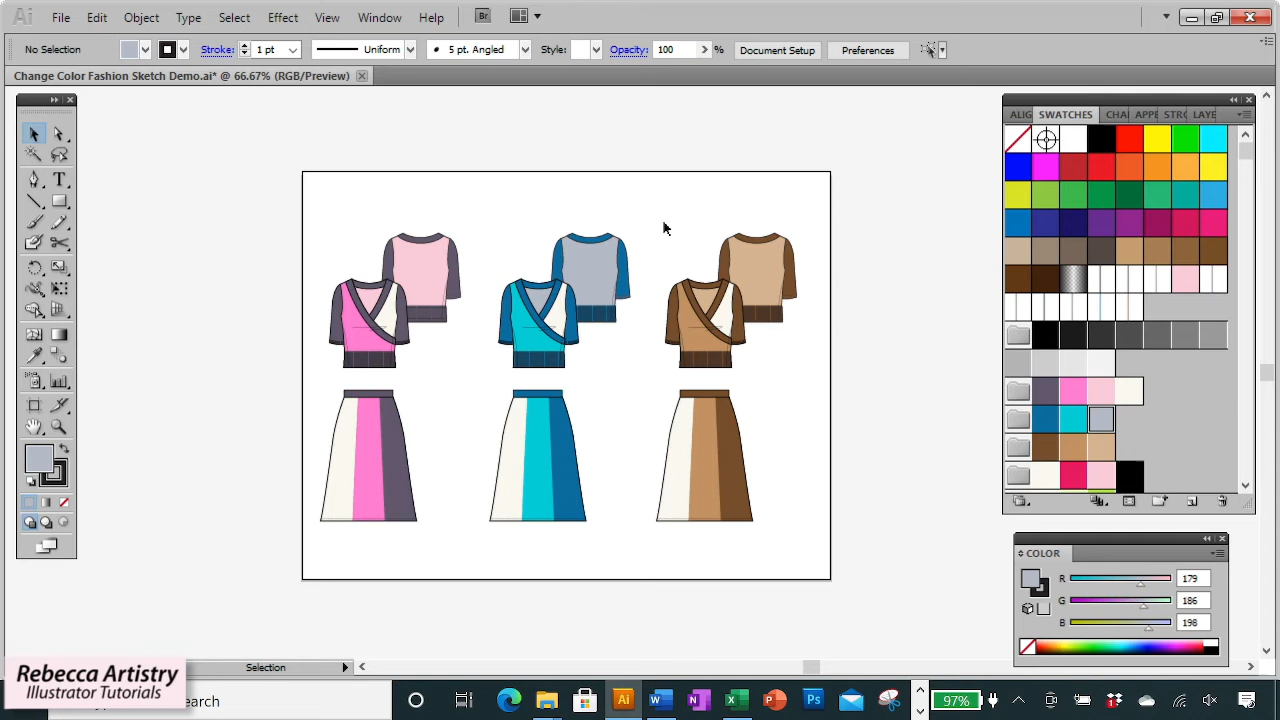 Ai File Edit Object Type Select Effect View Window Help Br
No Selection Stroke: 1 pt Uniform 5 pt. Angled Style: Opacity: 100 % Document Setup Preferences
Change Color Fashion Sketch Demo.ai* @ 66.67% (RGB/Preview)
ALIG SWATCHES CHA APPE STRO LAYE
T
COLOR
R 179
G 186
B 198
Selection
Rebecca Artistry
Illustrator Tutorials
earch
Ai W N X P Ps 97%